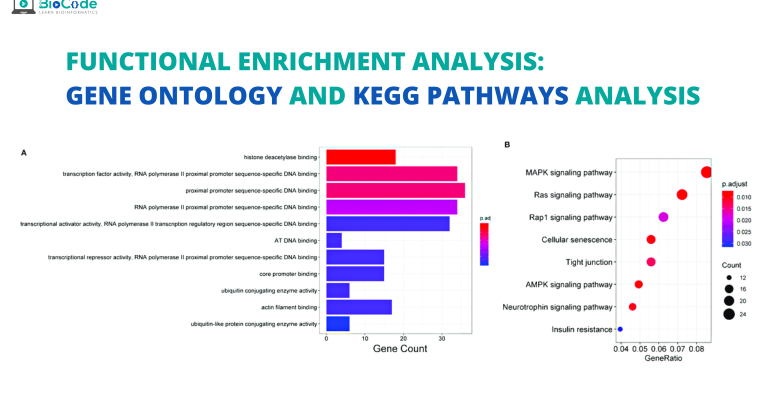 BioCode
LEARN BIOINFORMATICS
FUNCTIONAL ENRICHMENT ANALYSIS:
GENE ONTOLOGY AND KEGG PATHWAYS ANALYSIS
A
histone deacetylase binding
transcription factor activity, RNA polymerase II proximal promoter sequence-specific DNA binding
proximal promoter sequence-specific DNA binding
RNA polymerase II proximal promoter sequence-specific DNA binding
transcriptional activator activity, RNA polymerase II transcription regulatory region sequence-specific DNA binding
AT DNA binding
transcriptional repressor activity, RNA polymerase II proximal promoter sequence-specific DNA binding
core promoter binding
ubiquitin conjugating enzyme activity
actin filament binding
ubiquitin-like protein conjugating enzyme activity
0 10 20 30
Gene Count
p.adj
B
MAPK signaling pathway
Ras signaling pathway
Rap1 signaling pathway
Cellular senescence
Tight junction
AMPK signaling pathway
Neurotrophin signaling pathway
Insulin resistance
0.04 0.05 0.06 0.07 0.08
GeneRatio
p.adjust
0.010
0.015
0.020
0.025
0.030
Count
12
16
20
24